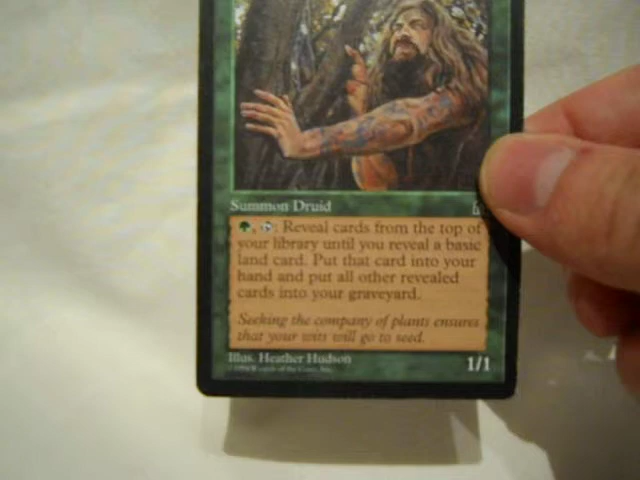 Summon Druid
, : Reveal cards from the top of
your library until you reveal a basic
land card. Put that card into your
hand and put all other revealed
cards into your graveyard.
Seeking the company of plants ensures
that your wits will go to seed.
Illus. Heather Hudson
1/1